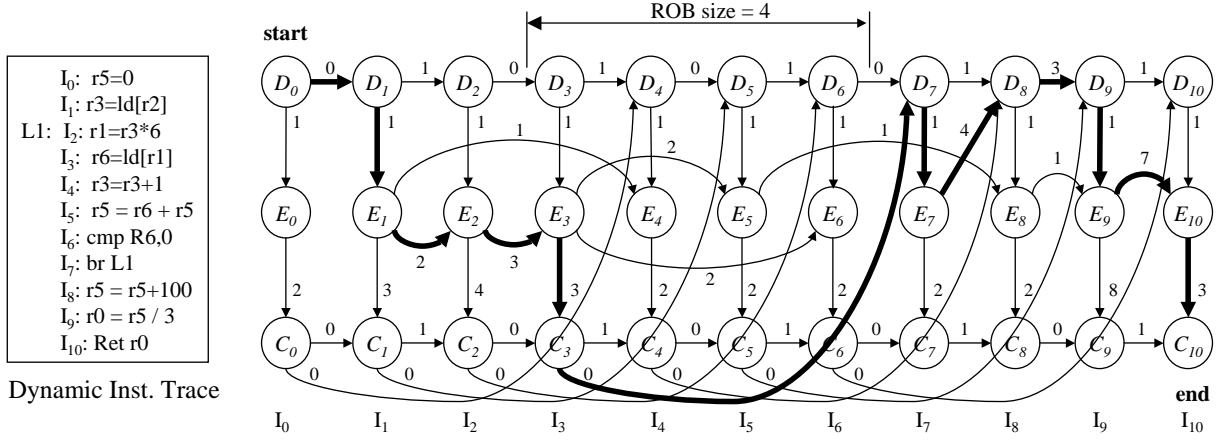 ROB size = 4
start
D0 0 D1 1 D2 0 D3 1 D4 0 D5 1 D6 0 D7 1 D8 3 D9 1 D10
1 1 1 1 1 1 1 1 1 1 1
1 2 1 4 1 7
E0 E1 E2 E3 E4 E5 E6 E7 E8 E9 E10
2 3 2
2 3 4 3 2 2 2 2 2 8 3
C0 0 C1 1 C2 0 C3 1 C4 0 C5 1 C6 0 C7 1 C8 0 C9 1 C10
0 0 0 0 0 0 0
end
I0 I1 I2 I3 I4 I5 I6 I7 I8 I9 I10
I0: r5=0
I1: r3=ld[r2]
L1: I2: r1=r3*6
I3: r6=ld[r1]
I4: r3=r3+1
I5: r5 = r6 + r5
I6: cmp R6,0
I7: br L1
I8: r5 = r5+100
I9: r0 = r5 / 3
I10: Ret r0
Dynamic Inst. Trace